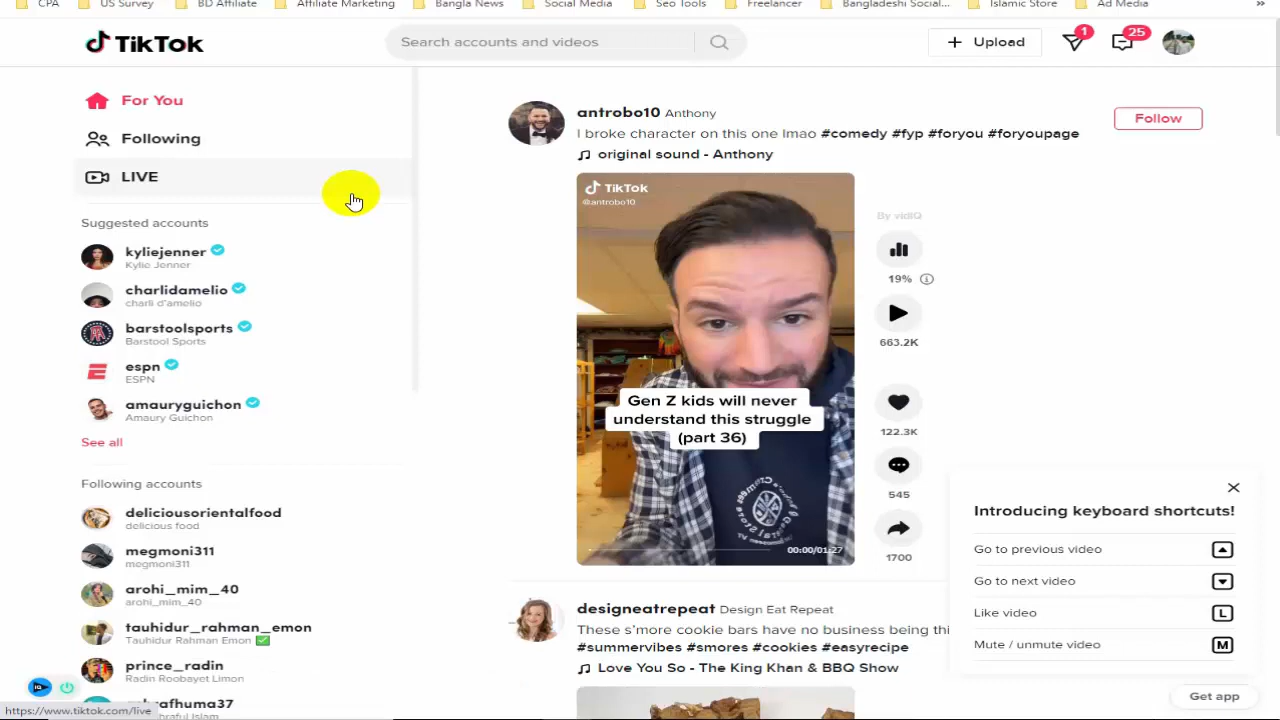 CPA US Survey BD Affiliate Affiliate Marketing Bangla News Social Media Seo Tools Freelancer Bangladeshi Social... Islamic Store Ad Media »
TikTok
Search accounts and videos
+ Upload
1
25
For You
Following
LIVE
Suggested accounts
kyliejenner
Kylie Jenner
charlidamelio
charli d'amelio
barstoolsports
Barstool Sports
espn
ESPN
amauryguichon
Amaury Guichon
See all
Following accounts
deliciousorientalfood
delicious food
megmoni311
megmoni311
arohi_mim_40
arohi_mim_40
tauhidur_rahman_emon
Tauhidur Rahman Emon
prince_radin
Radin Roobayet Limon
https://www.tiktok.com/live
antrobo10 Anthony
I broke character on this one lmao #comedy #fyp #foryou #foryoupage
original sound - Anthony
Follow
TikTok
@antrobo10
Gen Z kids will never
understand this struggle
(part 36)
00:00/01:27
By vidIQ
19%
663.2K
122.3K
545
1700
designeatrepeat Design Eat Repeat
These s'more cookie bars have no business being thi
#summervibes #smores #cookies #easyrecipe
Love You So - The King Khan & BBQ Show
Introducing keyboard shortcuts!
Go to previous video
Go to next video
Like video L
Mute / unmute video M
Get app